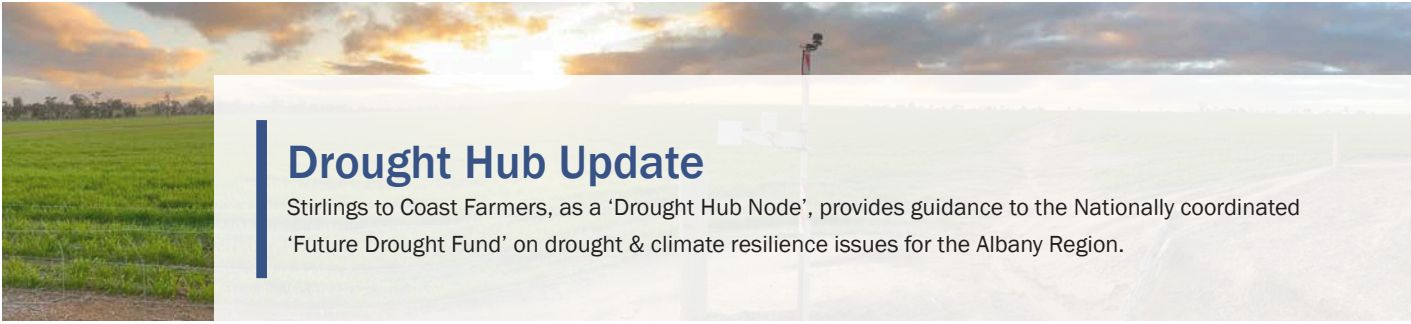 Drought Hub Update
Stirlings to Coast Farmers, as a ‘Drought Hub Node’, provides guidance to the Nationally coordinated
‘Future Drought Fund’ on drought & climate resilience issues for the Albany Region.